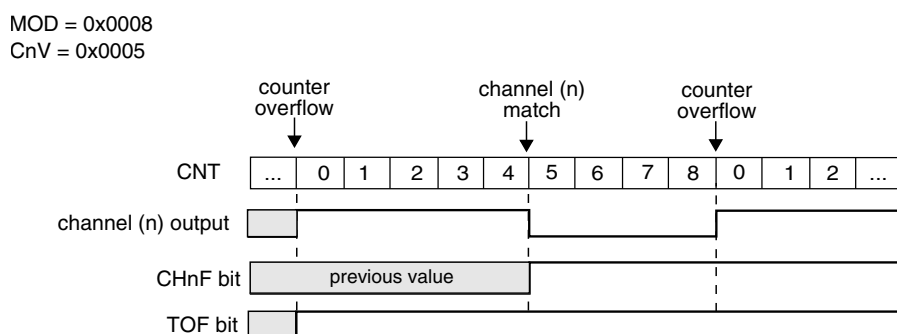 MOD = 0x0008
CnV = 0x0005
counter
overflow
channel (n)
match
counter
overflow
CNT ... 0 1 2 3 4 5 6 7 8 0 1 2 ...
channel (n) output
CHnF bit previous value
TOF bit